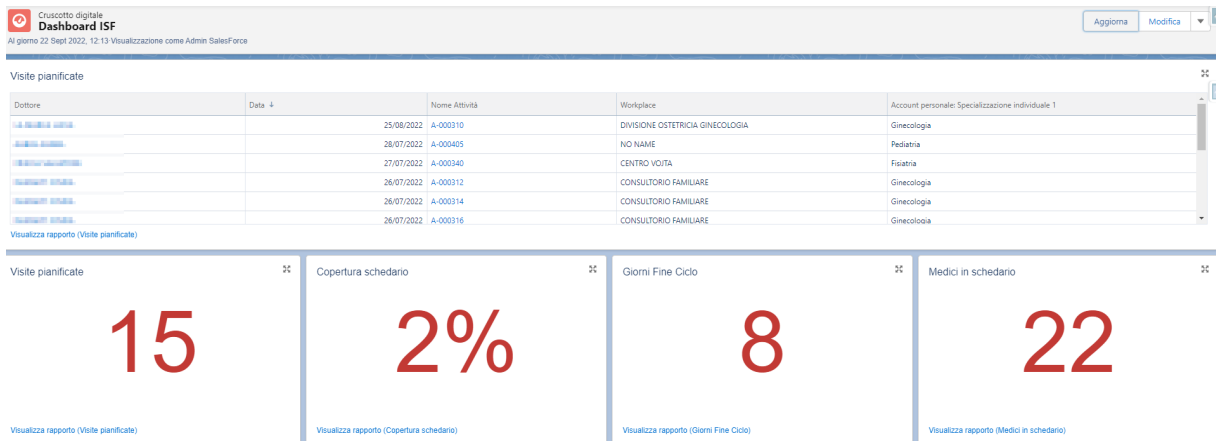 Cruscotto digitale
Dashboard ISF
Al giorno 22 Sept 2022, 12:13·Visualizzazione come Admin SalesForce
Aggiorna Modifica
Visite pianificate
Dottore Data ↓ Nome Attività Workplace Account personale: Specializzazione individuale 1
25/08/2022 A-000310 DIVISIONE OSTETRICIA GINECOLOGIA Ginecologia
28/07/2022 A-000405 NO NAME Pediatria
27/07/2022 A-000340 CENTRO VOJTA Fisiatria
26/07/2022 A-000312 CONSULTORIO FAMILIARE Ginecologia
26/07/2022 A-000314 CONSULTORIO FAMILIARE Ginecologia
26/07/2022 A-000316 CONSULTORIO FAMILIARE Ginecologia
Visualizza rapporto (Visite pianificate)
Visite pianificate
15
Visualizza rapporto (Visite pianificate)
Copertura schedario
2%
Visualizza rapporto (Copertura schedario)
Giorni Fine Ciclo
8
Visualizza rapporto (Giorni Fine Ciclo)
Medici in schedario
22
Visualizza rapporto (Medici in schedario)